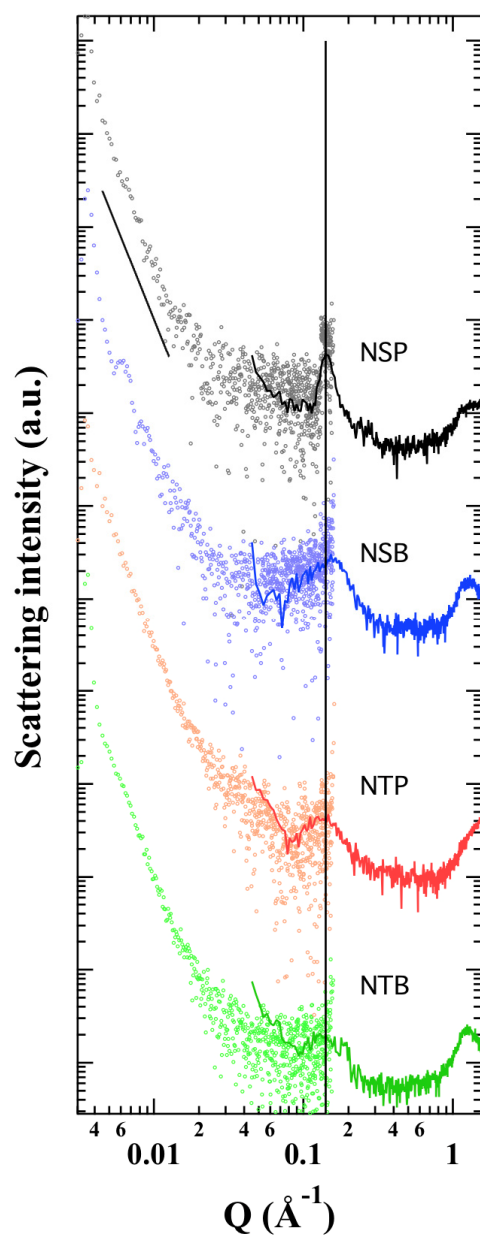 Scattering intensity (a.u.)
NSP
NSB
NTP
NTB
4 6 2 4 6 2 4 6
0.01 0.1 1
Q (Å⁻¹)